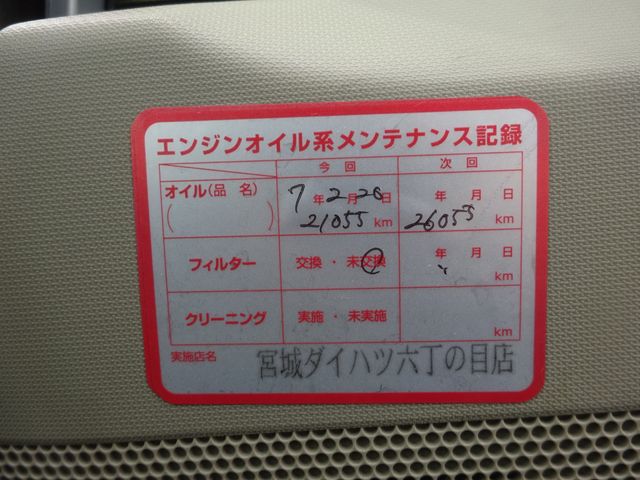 エンジンオイル系メンテナンス記録
今回 次回
オイル(品 名) 7年2月20日 年 月 日
( ) 21055 km 26055 km
フィルター 交換・未交換 年 月 日
km
クリーニング 実施・未実施 km
実施店名 宮城ダイハツ六丁の目店